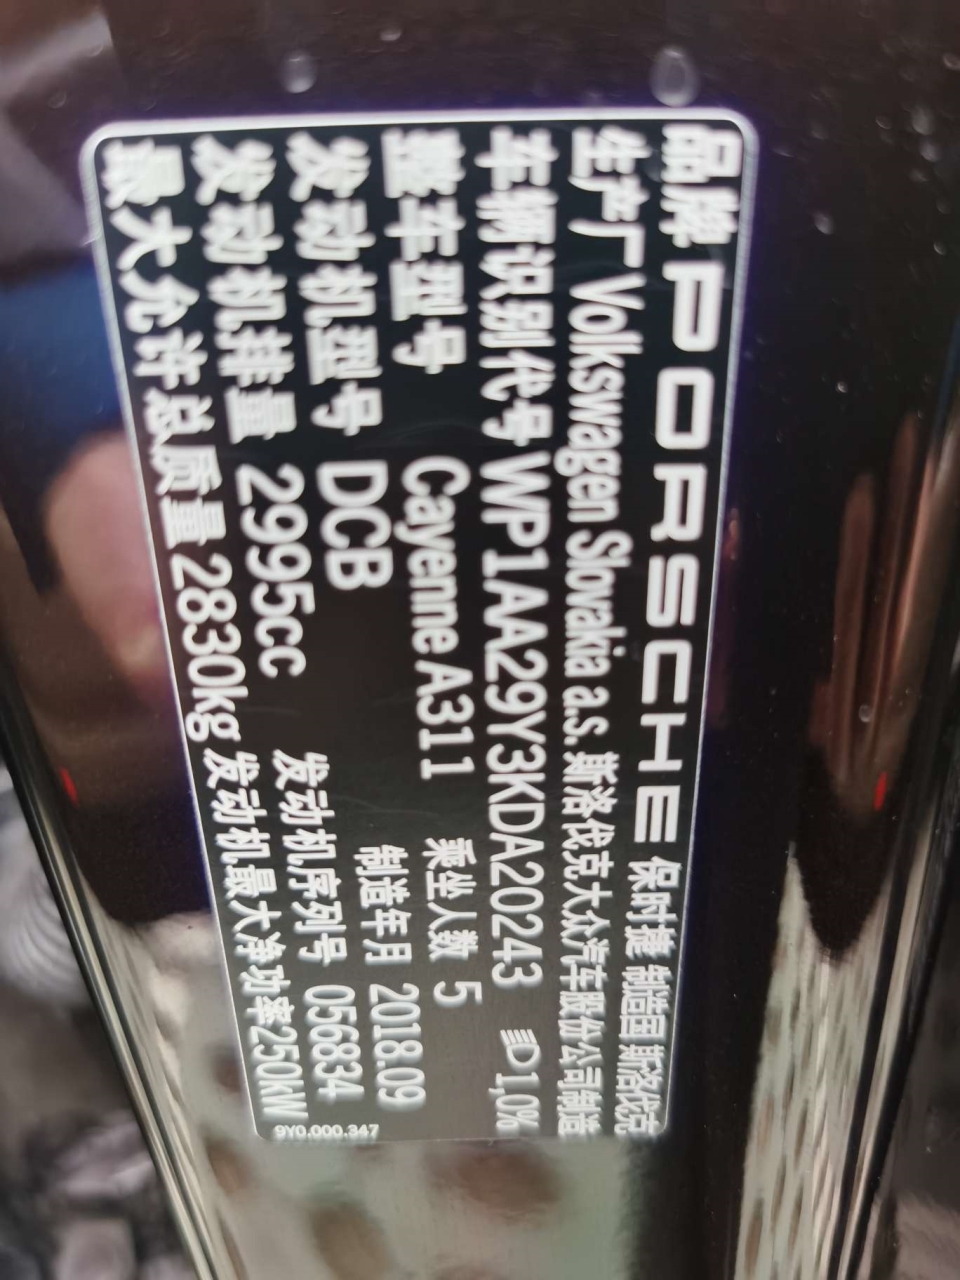 品牌 PORSCHE 保时捷 制造国 斯洛伐克
生产厂 Volkswagen Slovakia a.s. 斯洛伐克大众汽车股份公司制造
车辆识别代号 WP1AA29Y3KDA20243 1,0%
整车型号 Cayenne A311 乘坐人数 5
发动机型号 DCB 制造年月 2018.09
发动机排量 2995cc 发动机序列号 056834
最大允许总质量 2830kg 发动机最大净功率250KW
9Y0.000.347